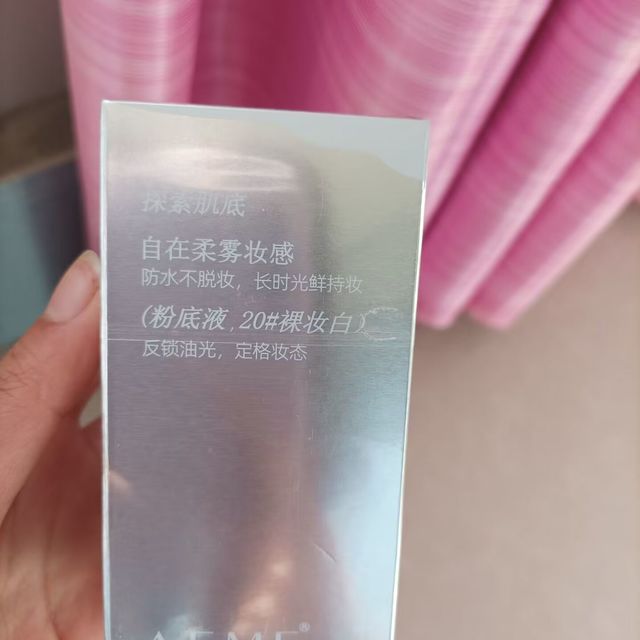 探索肌底
自在柔雾妆感
防水不脱妆，长时光鲜持妆
(粉底液,20#裸妆白)
反锁油光，定格妆态